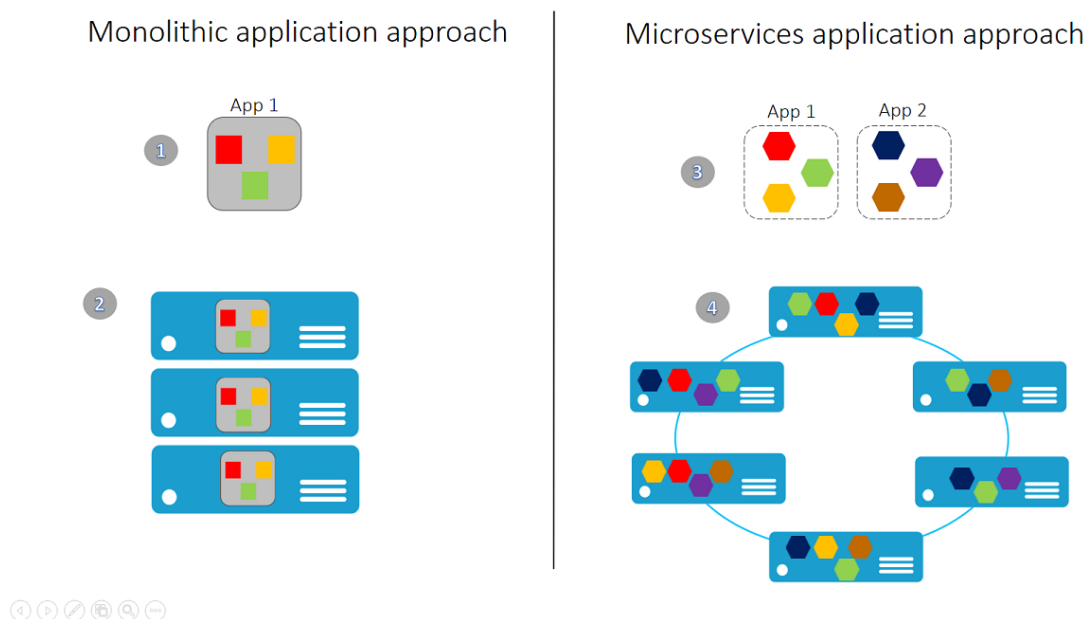 Monolithic application approach
Microservices application approach
App 1
1
App 1
App 2
3
2
4